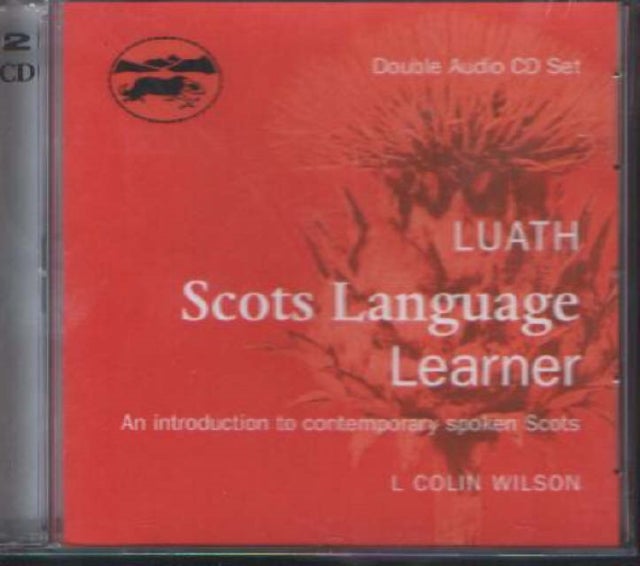 2
CD
Double Audio CD Set
LUATH
Scots Language
Learner
An introduction to contemporary spoken Scots
L COLIN WILSON